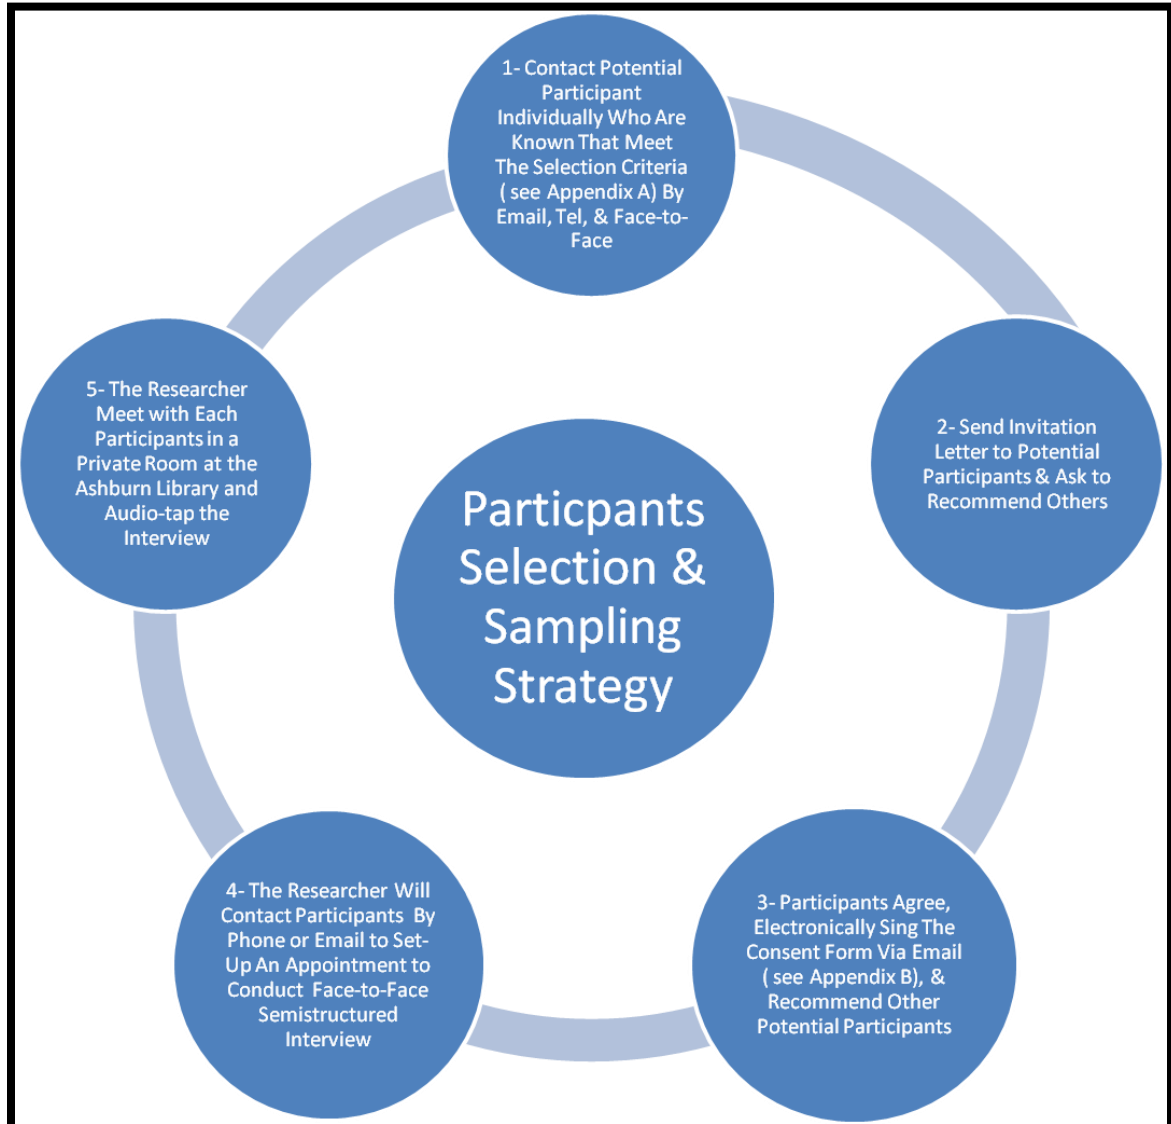 1- Contact Potential
Participant
Individually Who Are
Known That Meet
The Selection Criteria
( see Appendix A) By
Email, Tel, & Face-to-
Face
2- Send Invitation
Letter to Potential
Participants & Ask to
Recommend Others
3- Participants Agree,
Electronically Sing The
Consent Form Via Email
( see Appendix B), &
Recommend Other
Potential Participants
4- The Researcher Will
Contact Participants By
Phone or Email to Set-
Up An Appointment to
Conduct Face-to-Face
Semistructured
Interview
5- The Researcher
Meet with Each
Participants in a
Private Room at the
Ashburn Library and
Audio-tap the
Interview
Particpants
Selection &
Sampling
Strategy